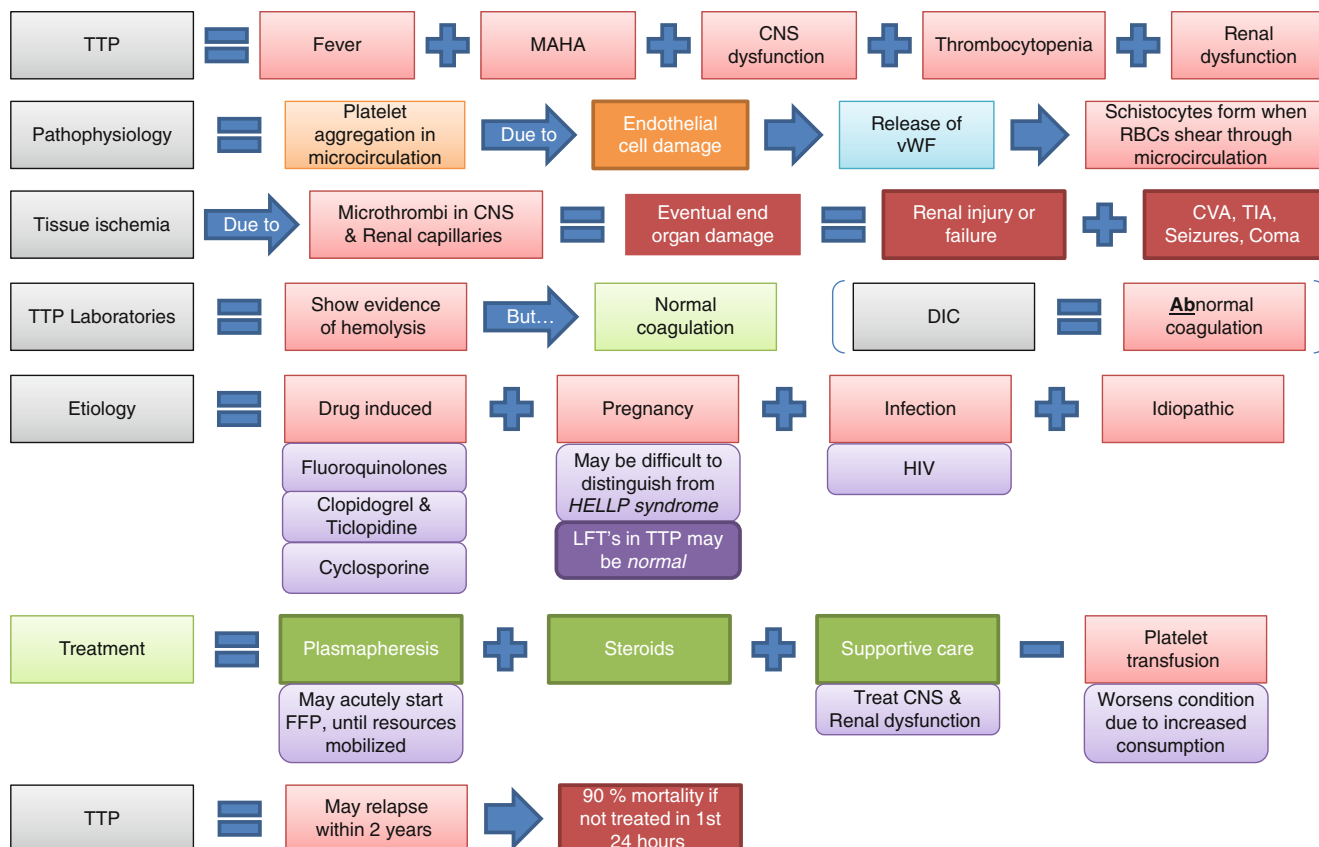 TTP
Fever
MAHA
CNS
dysfunction
Thrombocytopenia
Renal
dysfunction
Pathophysiology
Platelet
aggregation in
microcirculation
Due to
Endothelial
cell damage
Release of
vWF
Schistocytes form when
RBCs shear through
microcirculation
Tissue ischemia
Due to
Microthrombi in CNS
& Renal capillaries
Eventual end
organ damage
Renal injury or
failure
CVA, TIA,
Seizures, Coma
TTP Laboratories
Show evidence
of hemolysis
But…
Normal
coagulation
DIC
Abnormal
coagulation
Etiology
Drug induced
Fluoroquinolones
Clopidogrel &
Ticlopidine
Cyclosporine
Pregnancy
May be difficult to
distinguish from
HELLP syndrome
LFT's in TTP may
be normal
Infection
HIV
Idiopathic
Treatment
Plasmapheresis
May acutely start
FFP, until resources
mobilized
Steroids
Supportive care
Treat CNS &
Renal dysfunction
Platelet
transfusion
Worsens condition
due to increased
consumption
TTP
May relapse
within 2 years
90 % mortality if
not treated in 1st
24 hours